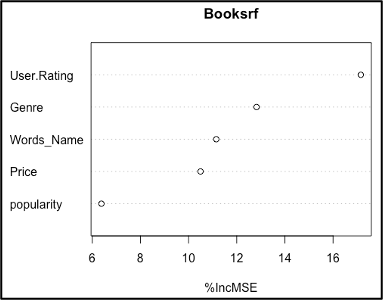 Booksrf
User.Rating
Genre
Words_Name
Price
popularity
6 8 10 12 14 16
%IncMSE